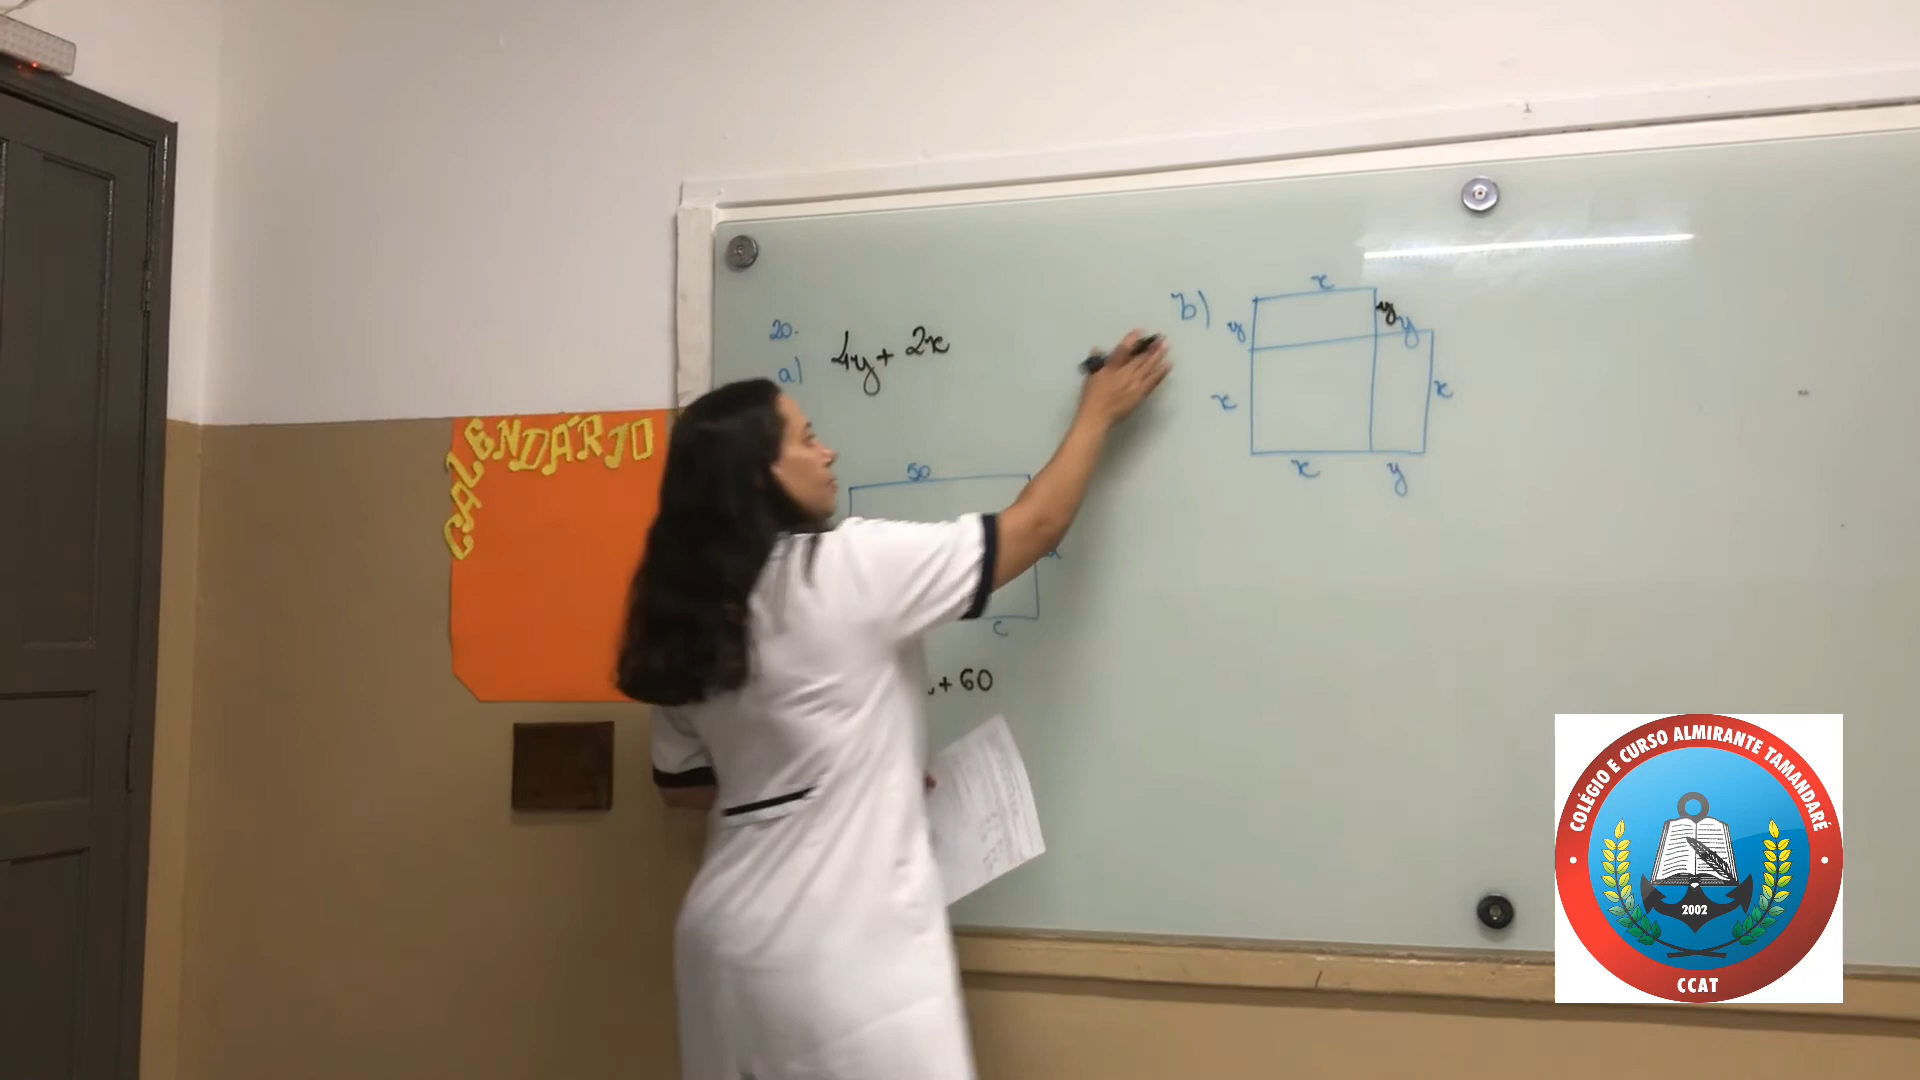 CALENDÁRIO
20.
a)
4y + 2x
50
c
+ 60
b)
x
y
y
y
x
x
x
y
COLÉGIO E CURSO ALMIRANTE TAMANDARÉ
2002
CCAT